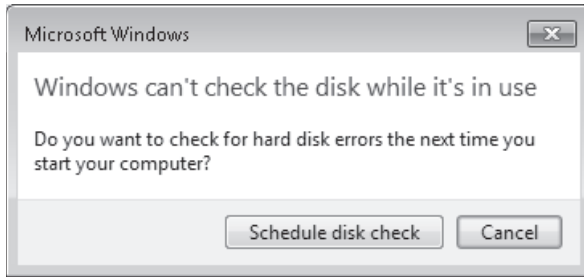 Microsoft Windows
Windows can't check the disk while it's in use
Do you want to check for hard disk errors the next time you
start your computer?
Schedule disk check
Cancel